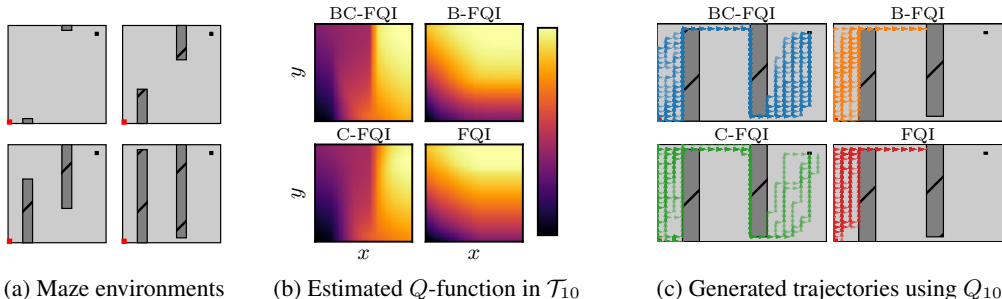 BC-FQI
B-FQI
y
C-FQI
FQI
y
x
x
BC-FQI
B-FQI
C-FQI
FQI
(a) Maze environments
(b) Estimated Q-function in 𝒯10
(c) Generated trajectories using Q10